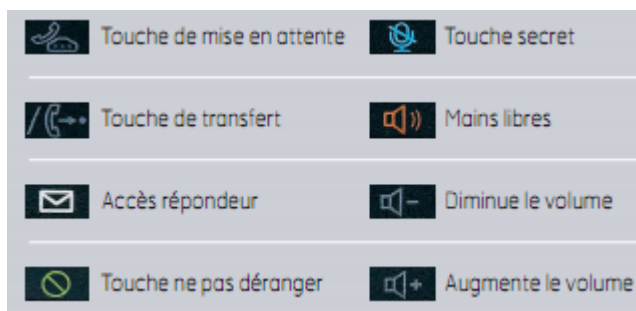 Touche de mise en attente
Touche secret
Touche de transfert
Mains libres
Accès répondeur
Diminue le volume
Touche ne pas déranger
Augmente le volume